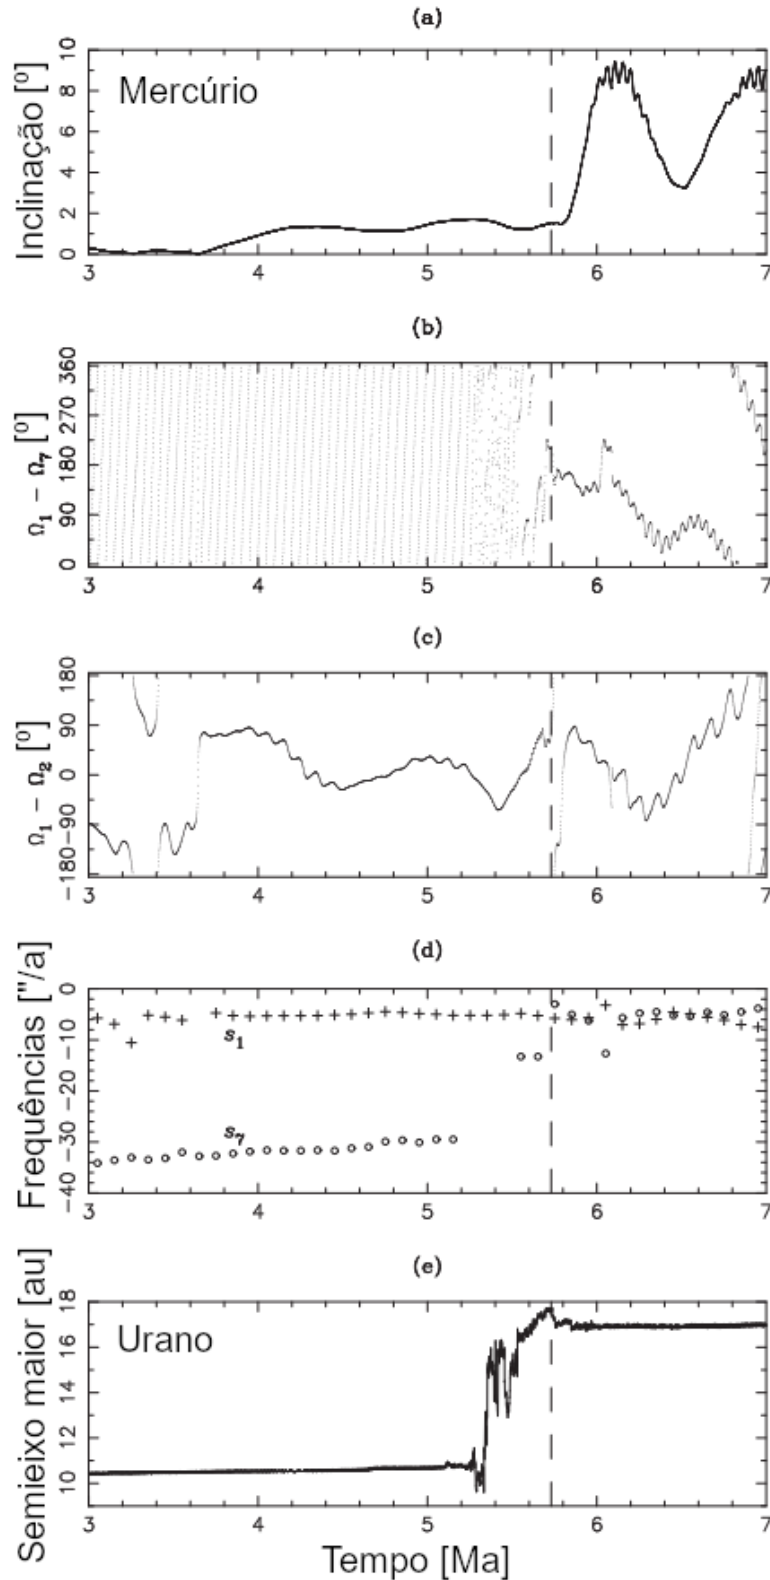 (a)
Inclinação [º]
10
8
6
4
2
0
Mercúrio
3 4 5 6 7
(b)
Ω₁ − Ω₇ [º]
360
270
180
90
0
3 4 5 6 7
(c)
Ω₁ − Ω₂ [º]
180
90
0
-90
-180
3 4 5 6 7
(d)
Frequências ["/a]
0
-10
-20
-30
-40
s₁
s₇
3 4 5 6 7
(e)
Semieixo maior [au]
18
16
14
12
10
Urano
3 4 5 6 7
Tempo [Ma]